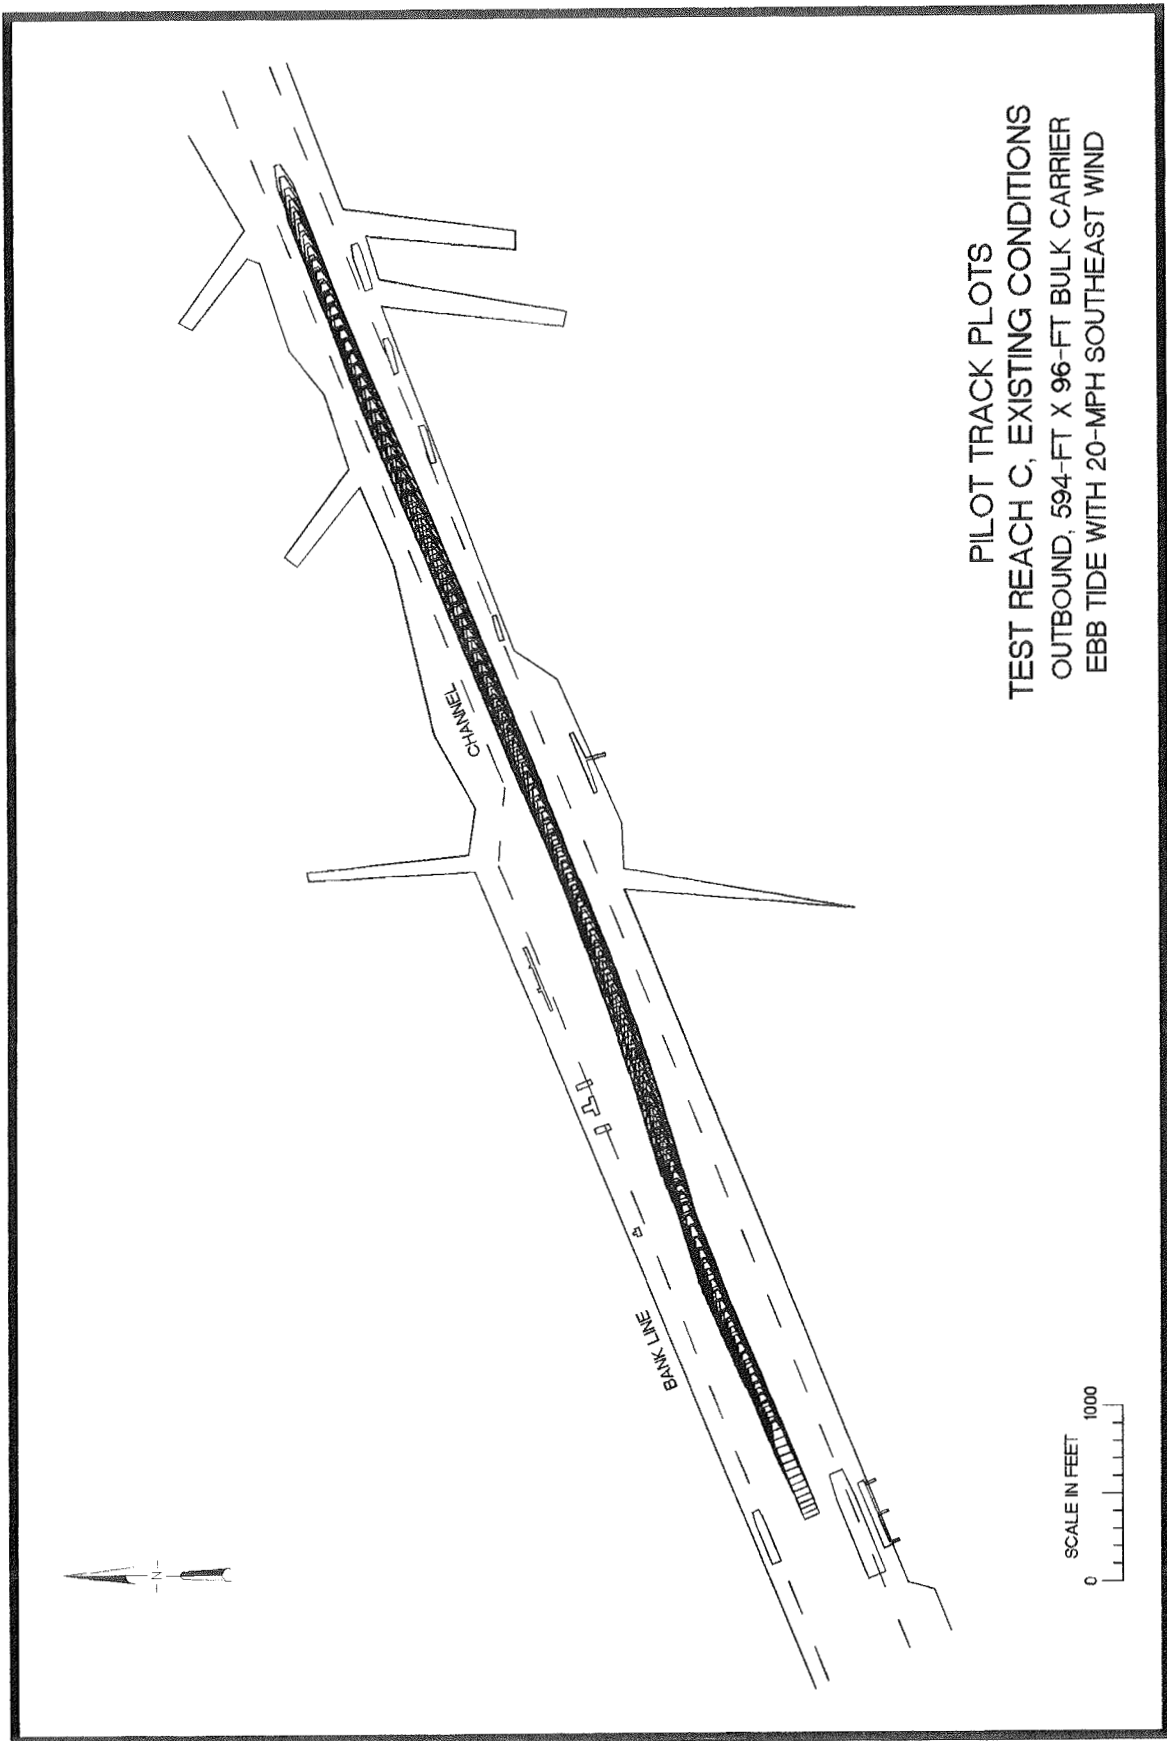 PILOT TRACK PLOTS
TEST REACH C, EXISTING CONDITIONS
OUTBOUND, 594-FT X 96-FT BULK CARRIER
EBB TIDE WITH 20-MPH SOUTHEAST WIND
CHANNEL
BANK LINE
SCALE IN FEET
0 1000
N